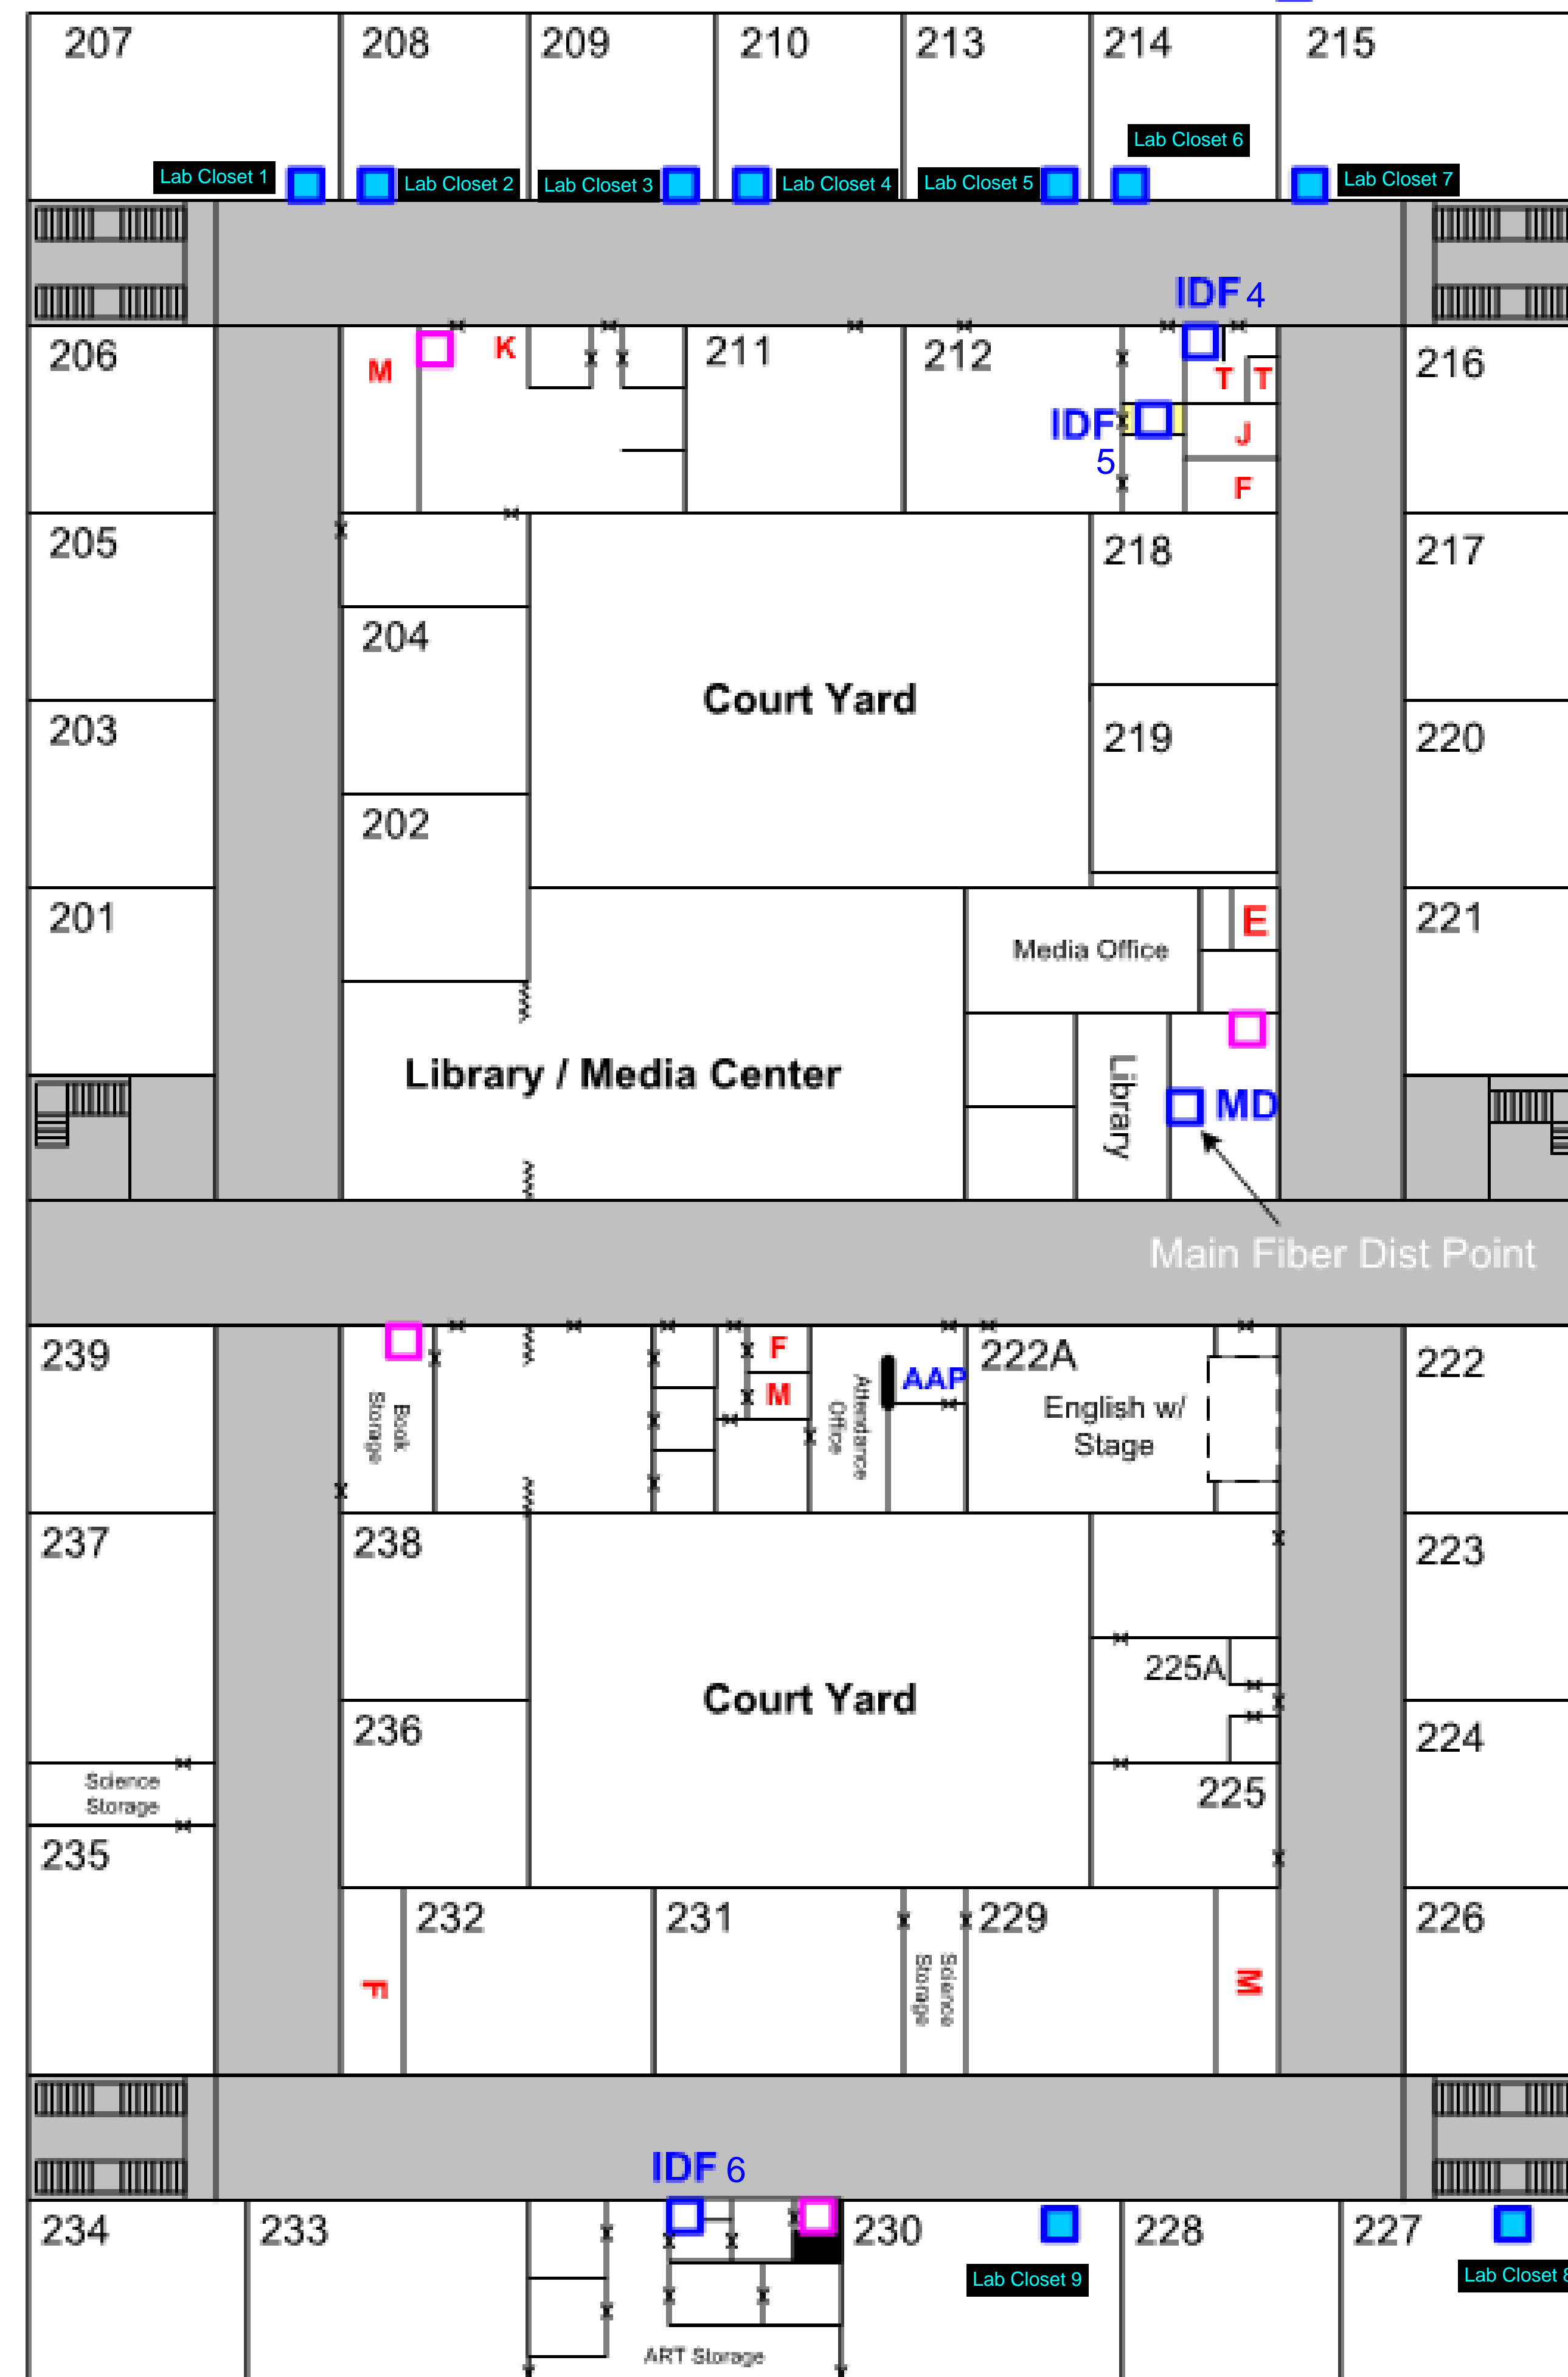 207
208
209
210
213
214
215
Lab Closet 6
Lab Closet 1
Lab Closet 2
Lab Closet 3
Lab Closet 4
Lab Closet 5
Lab Closet 7
IDF 4
206
M
K
211
212
T
T
216
IDF
5
J
F
205
218
217
204
Court Yard
203
219
220
202
201
E
221
Media Office
Library / Media Center
Library
MD
Main Fiber Dist Point
239
F
222A
222
M
AAP
Book
Storage
Attendance
Office
English w/
Stage
237
238
223
225A
Court Yard
236
224
Science
Storage
225
235
232
231
229
226
Science
Storage
F
M
IDF 6
234
233
230
228
227
Lab Closet 9
Lab Closet 8
ART Storage